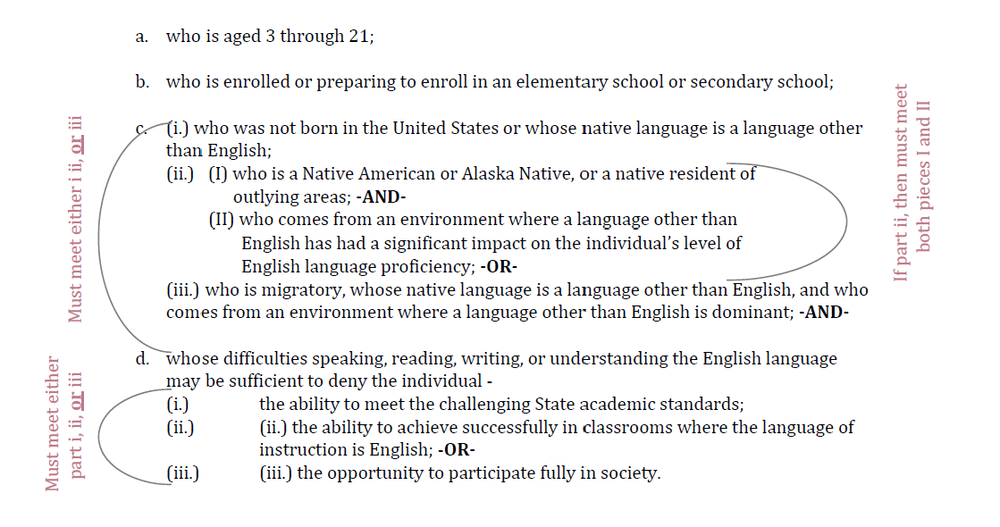 a. who is aged 3 through 21;
b. who is enrolled or preparing to enroll in an elementary school or secondary school;
c. (i.) who was not born in the United States or whose native language is a language other
than English;
(ii.) (I) who is a Native American or Alaska Native, or a native resident of
outlying areas; -AND-
(II) who comes from an environment where a language other than
English has had a significant impact on the individual’s level of
English language proficiency; -OR-
(iii.) who is migratory, whose native language is a language other than English, and who
comes from an environment where a language other than English is dominant; -AND-
Must meet either i ii, or iii
If part ii, then must meet
both pieces I and II
d. whose difficulties speaking, reading, writing, or understanding the English language
may be sufficient to deny the individual -
(i.) the ability to meet the challenging State academic standards;
(ii.) (ii.) the ability to achieve successfully in classrooms where the language of
instruction is English; -OR-
(iii.) (iii.) the opportunity to participate fully in society.
Must meet either
part i, ii, or iii